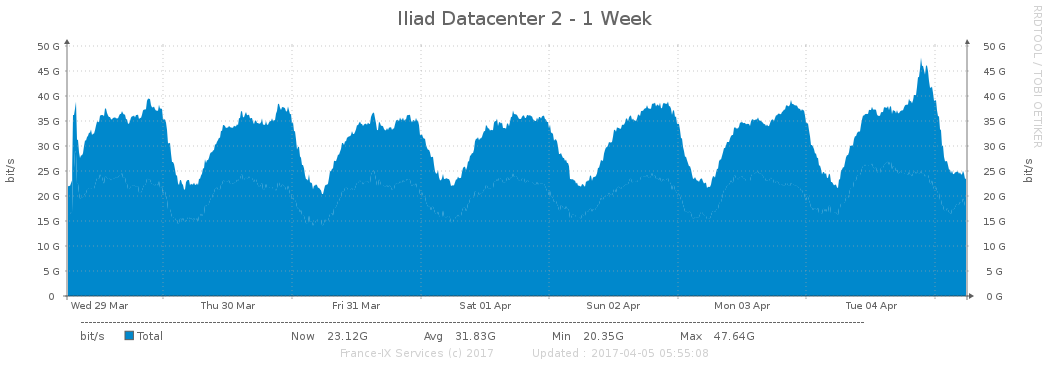 Iliad Datacenter 2 - 1 Week
RRDTOOL / TOBI OETIKER
50 G 50 G
45 G 45 G
40 G 40 G
35 G 35 G
30 G 30 G
25 G 25 G
20 G 20 G
15 G 15 G
10 G 10 G
5 G 5 G
0 0 G
bit/s bit/s
Wed 29 Mar Thu 30 Mar Fri 31 Mar Sat 01 Apr Sun 02 Apr Mon 03 Apr Tue 04 Apr
bit/s Total Now 23.12G Avg 31.83G Min 20.35G Max 47.64G
France-IX Services (c) 2017 Updated : 2017-04-05 05:55:08